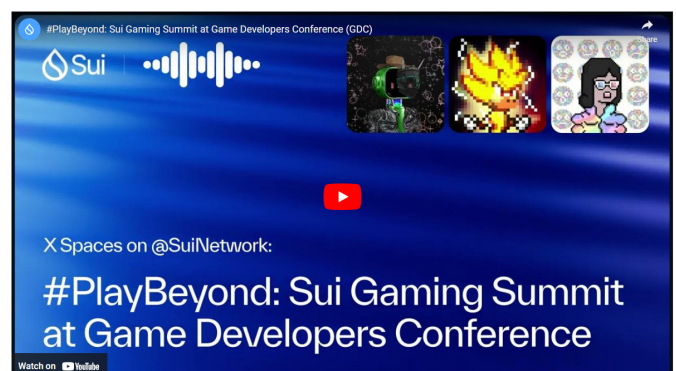 #PlayBeyond: Sui Gaming Summit at Game Developers Conference (GDC)
Share
Sui
X Spaces on @SuiNetwork:
#PlayBeyond: Sui Gaming Summit
at Game Developers Conference
Watch on YouTube